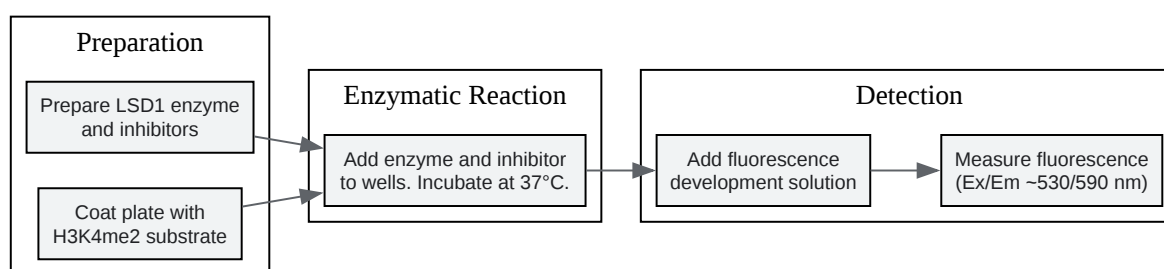 Preparation
Prepare LSD1 enzyme
and inhibitors
Coat plate with
H3K4me2 substrate
Enzymatic Reaction
Add enzyme and inhibitor
to wells. Incubate at 37°C.
Detection
Add fluorescence
development solution
Measure fluorescence
(Ex/Em ~530/590 nm)